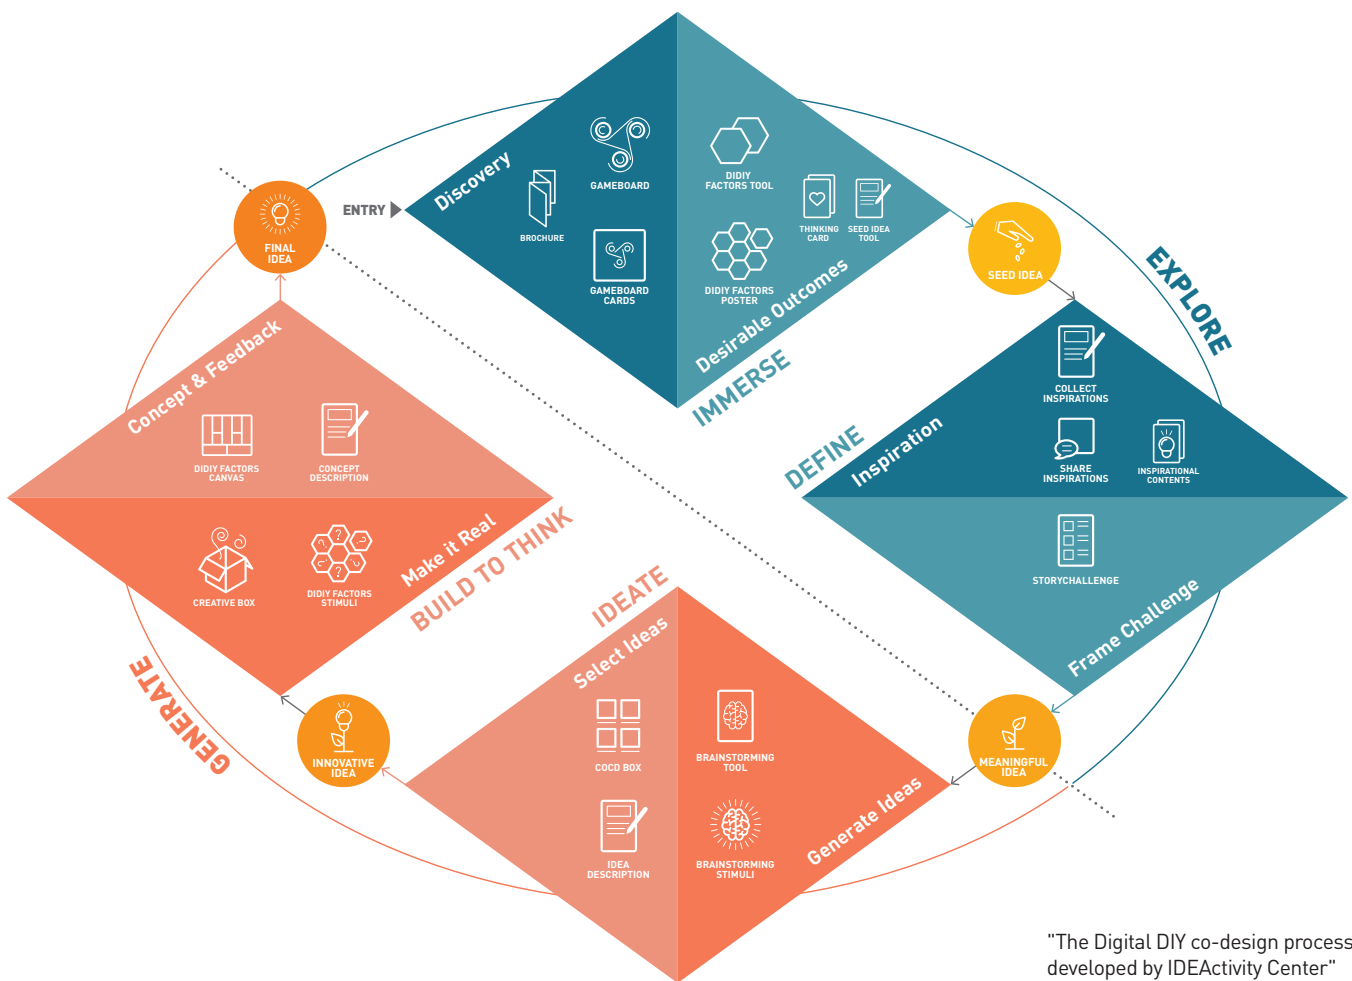 ENTRY
Discovery
BROCHURE
GAMEBOARD
GAMEBOARD
CARDS
DIDIY
FACTORS TOOL
THINKING
CARD
SEED IDEA
TOOL
DIDIY FACTORS
POSTER
Desirable Outcomes
IMMERSE
SEED IDEA
EXPLORE
DEFINE
Inspiration
COLLECT
INSPIRATIONS
SHARE
INSPIRATIONS
INSPIRATIONAL
CONTENTS
STORYCHALLENGE
Frame Challenge
MEANINGFUL
IDEA
Generate Ideas
BRAINSTORMING
TOOL
BRAINSTORMING
STIMULI
IDEATE
Select Ideas
COCD BOX
IDEA
DESCRIPTION
INNOVATIVE
IDEA
GENERATE
BUILD TO THINK
Make it Real
CREATIVE BOX
DIDIY FACTORS
STIMULI
?
?
?
?
?
?
Concept & Feedback
DIDIY FACTORS
CANVAS
CONCEPT
DESCRIPTION
FINAL
IDEA
"The Digital DIY co-design process
developed by IDEActivity Center"